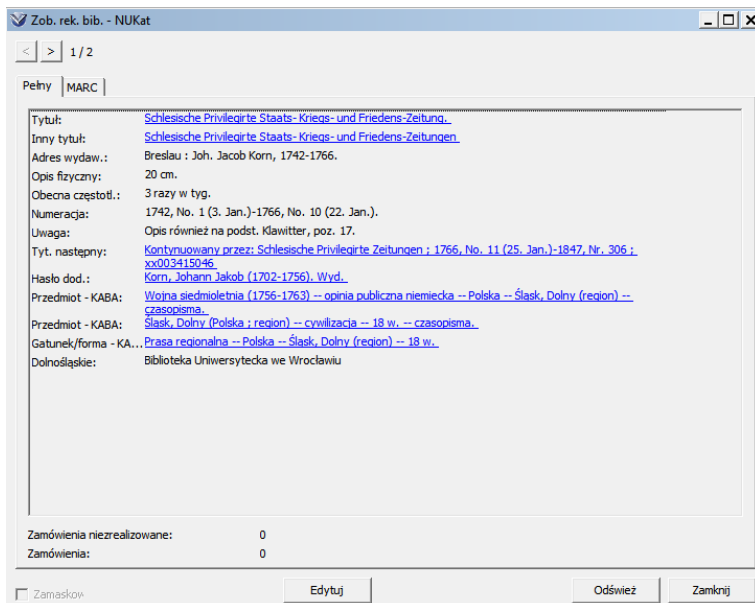 Zob. rek. bib. - NUKat
< > 1 / 2
Pełny MARC
Tytuł: Schlesische Privilegirte Staats- Kriegs- und Friedens-Zeitung.
Inny tytuł: Schlesische Privilegirte Staats- Kriegs- und Friedens-Zeitungen
Adres wydaw.: Breslau : Joh. Jacob Korn, 1742-1766.
Opis fizyczny: 20 cm.
Obecna częstotl.: 3 razy w tyg.
Numeracja: 1742, No. 1 (3. Jan.)-1766, No. 10 (22. Jan.).
Uwaga: Opis również na podst. Klawitter, poz. 17.
Tyt. następny: Kontynuowany przez: Schlesische Privilegirte Zeitungen ; 1766, No. 11 (25. Jan.)-1847, Nr. 306 ;
xx003415046
Hasło dod.: Korn, Johann Jakob (1702-1756). Wyd.
Przedmiot - KABA: Wojna siedmioletnia (1756-1763) -- opinia publiczna niemiecka -- Polska -- Śląsk, Dolny (region) --
czasopisma.
Przedmiot - KABA: Śląsk, Dolny (Polska ; region) -- cywilizacja -- 18 w. -- czasopisma.
Gatunek/forma - KA... Prasa regionalna -- Polska -- Śląsk, Dolny (region) -- 18 w.
Dolnośląskie: Biblioteka Uniwersytecka we Wrocławiu
Zamówienia niezrealizowane: 0
Zamówienia: 0
Zamaskow Edytuj Odśwież Zamknij